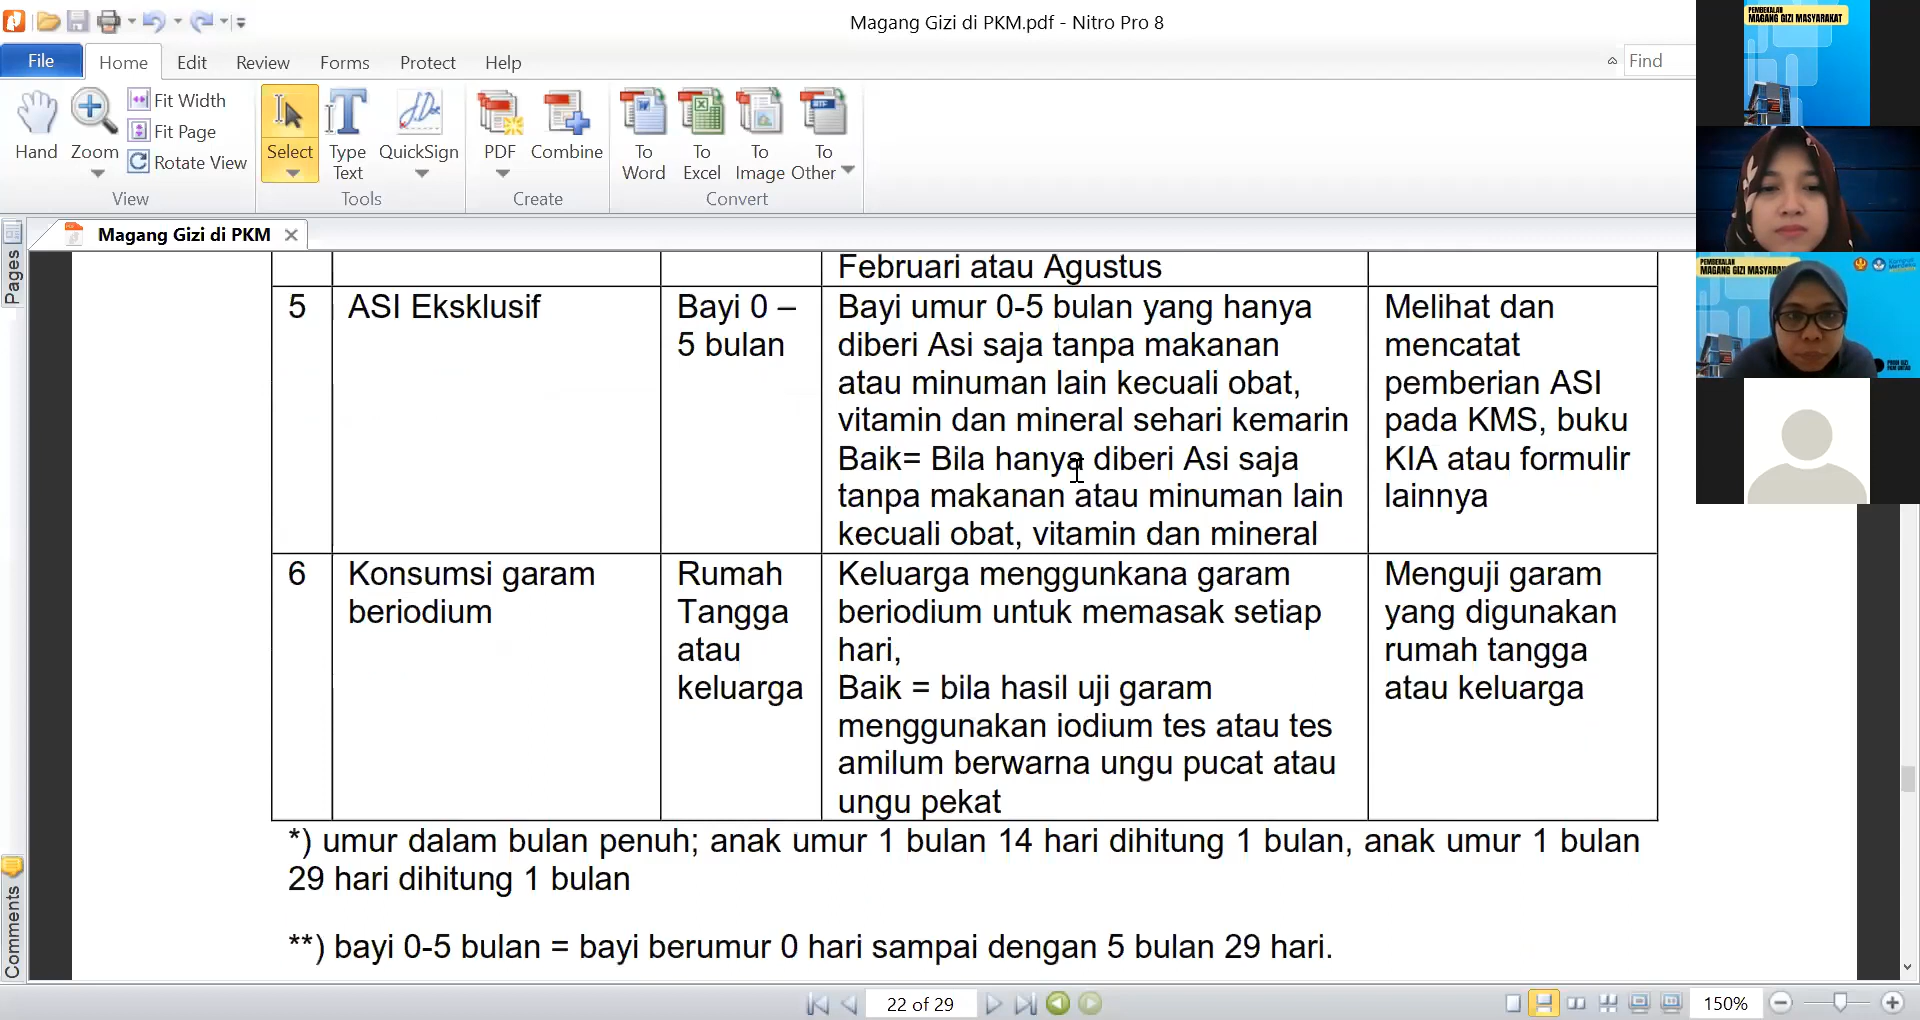 Magang Gizi di PKM.pdf - Nitro Pro 8
File Home Edit Review Forms Protect Help
Find
Hand
Zoom
Fit Width
Fit Page
Rotate View
View
Select
Type Text
QuickSign
Tools
PDF
Combine
Create
To Word
To Excel
To Image
To Other
Convert
Magang Gizi di PKM
Pages
Comments
Februari atau Agustus
5
ASI Eksklusif
Bayi 0 –
5 bulan
Bayi umur 0-5 bulan yang hanya
diberi Asi saja tanpa makanan
atau minuman lain kecuali obat,
vitamin dan mineral sehari kemarin
Baik= Bila hanya diberi Asi saja
tanpa makanan atau minuman lain
kecuali obat, vitamin dan mineral
Melihat dan
mencatat
pemberian ASI
pada KMS, buku
KIA atau formulir
lainnya
6
Konsumsi garam
beriodium
Rumah
Tangga
atau
keluarga
Keluarga menggunkana garam
beriodium untuk memasak setiap
hari,
Baik = bila hasil uji garam
menggunakan iodium tes atau tes
amilum berwarna ungu pucat atau
ungu pekat
Menguji garam
yang digunakan
rumah tangga
atau keluarga
*) umur dalam bulan penuh; anak umur 1 bulan 14 hari dihitung 1 bulan, anak umur 1 bulan
29 hari dihitung 1 bulan
**) bayi 0-5 bulan = bayi berumur 0 hari sampai dengan 5 bulan 29 hari.
22 of 29
150%
PEMBEKALAN
MAGANG GIZI MASYARAKAT
PEMBEKALAN
MAGANG GIZI MASYARA